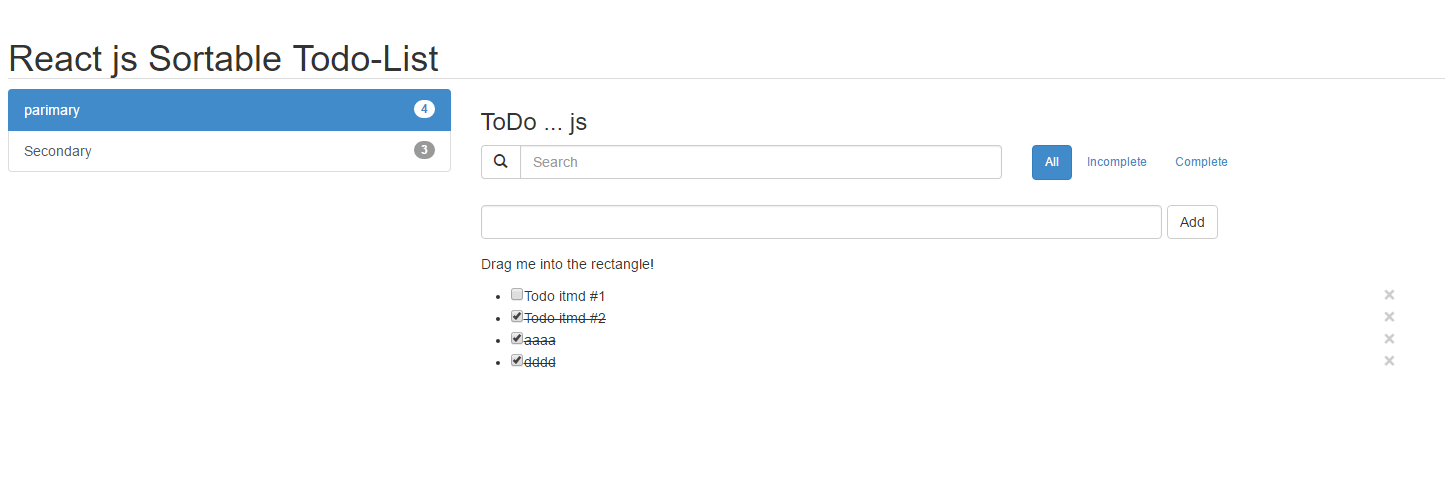 React js Sortable Todo-List
parimary 4
Secondary 3
ToDo ... js
Search
All Incomplete Complete
Add
Drag me into the rectangle!
Todo itmd #1
Todo itmd #2
aaaa
dddd